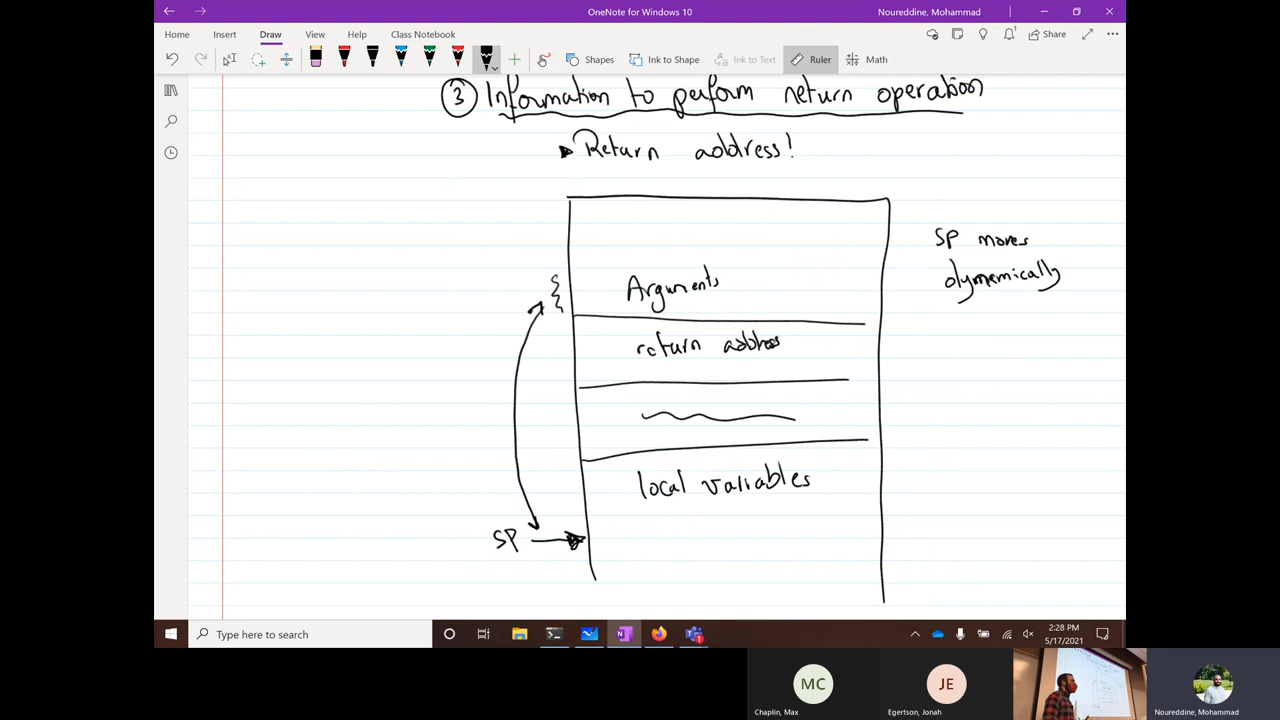 OneNote for Windows 10
Noureddine, Mohammad
Home Insert Draw View Help Class Notebook
Share
Shapes Ink to Shape Ink to Text Ruler Math
③ Information to perform return operation
Return address!
SP moves
dynamically
Arguments
return address
local variables
SP
Type here to search
2:28 PM
5/17/2021
MC
JE
Chaplin, Max
Egertson, Jonah
Noureddine, Mohammad